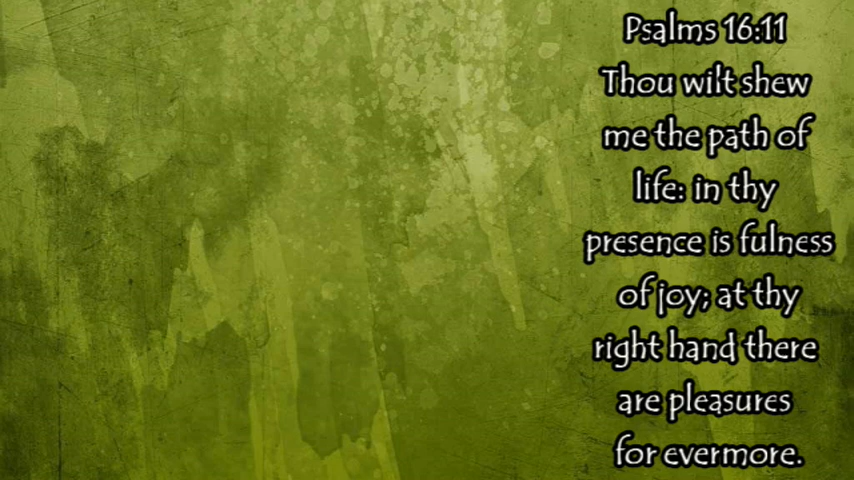 Psalms 16:11
Thou wilt shew
me the path of
life: in thy
presence is fulness
of joy; at thy
right hand there
are pleasures
for evermore.